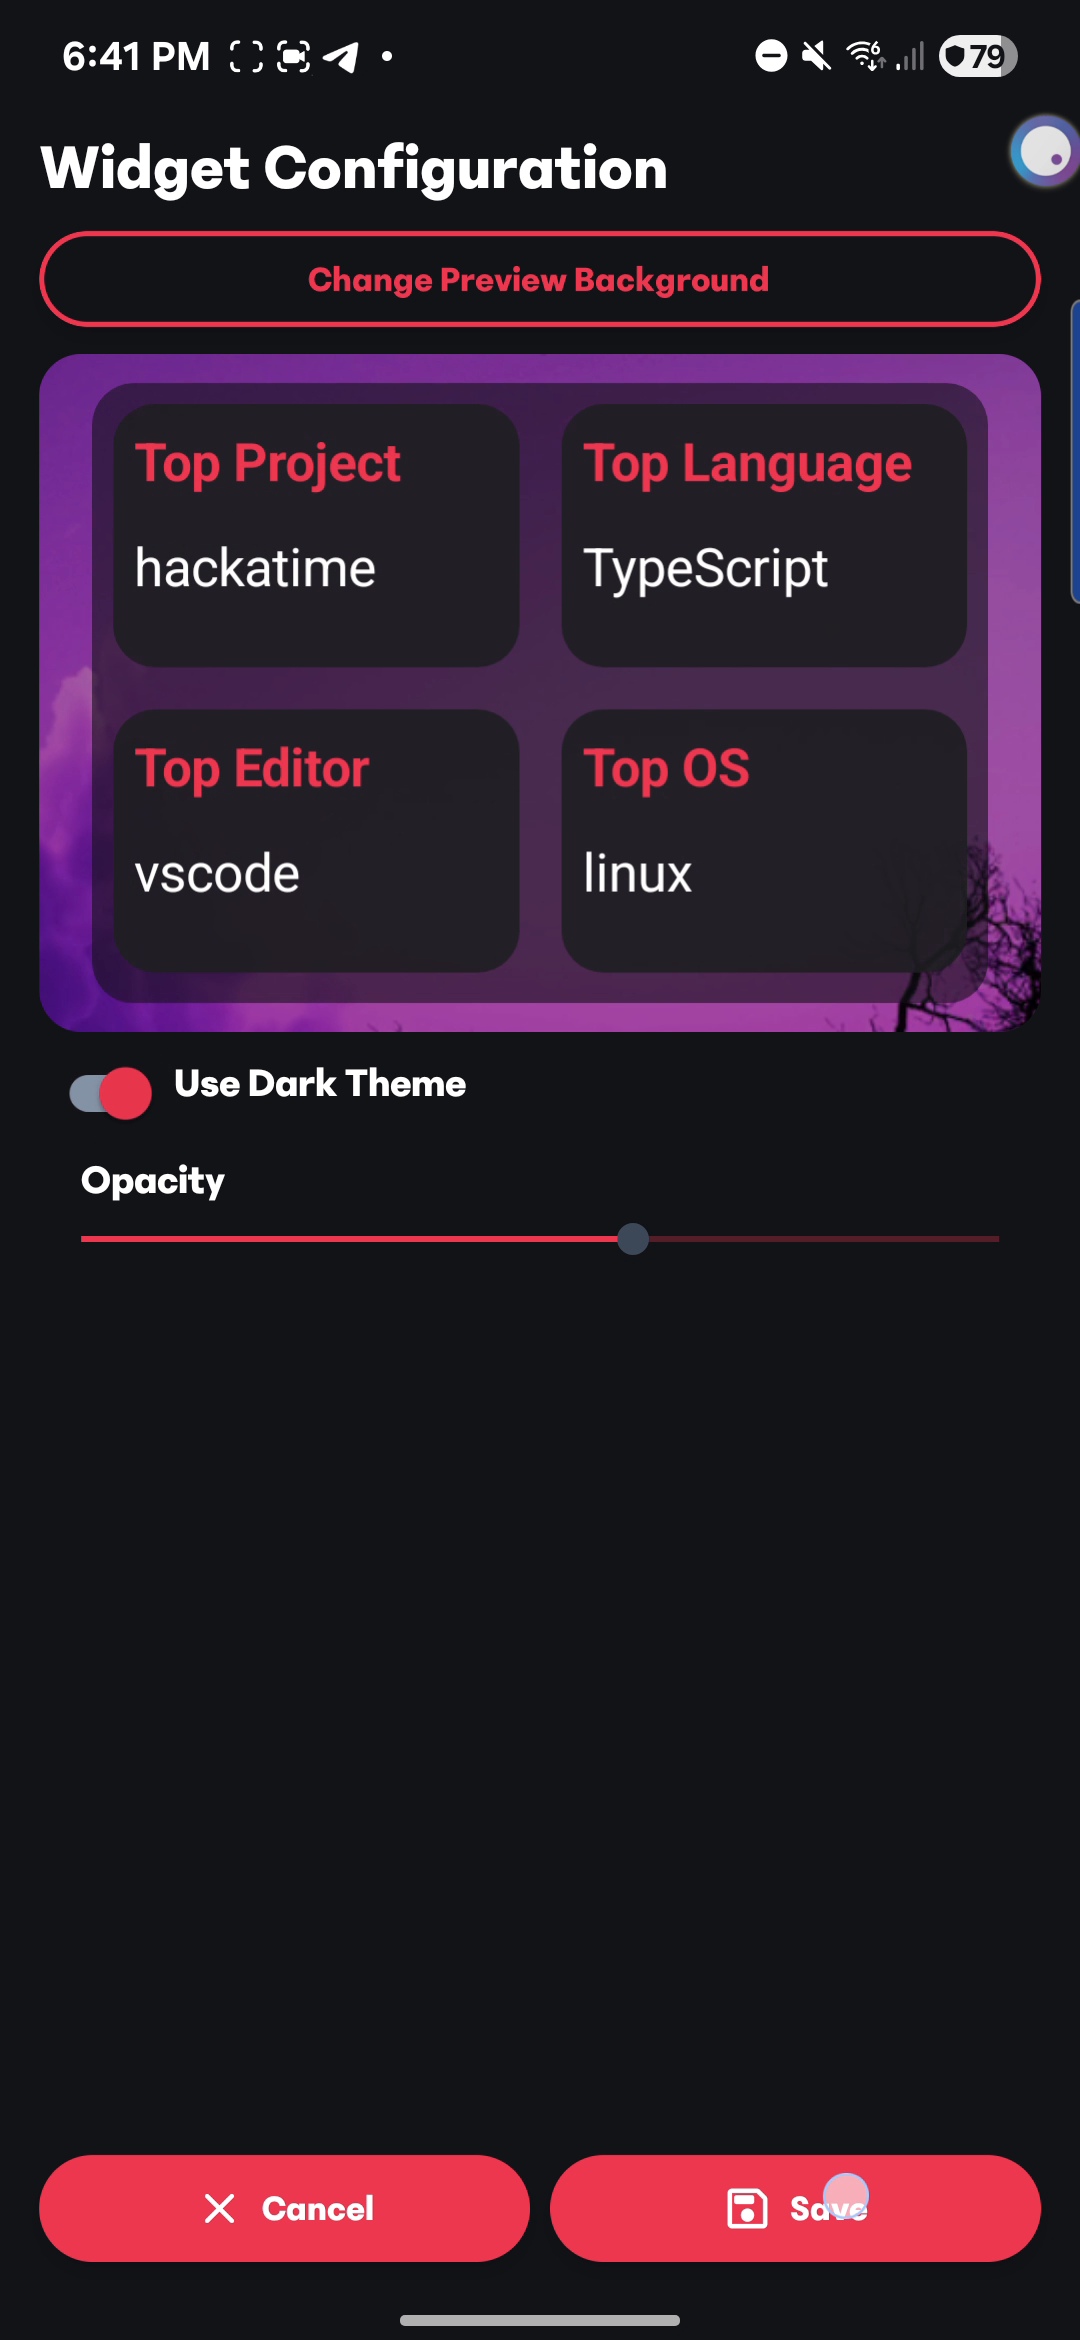 6:41 PM
6
79
Widget Configuration
Change Preview Background
Top Project
hackatime
Top Language
TypeScript
Top Editor
vscode
Top OS
linux
Use Dark Theme
Opacity
Cancel
Save